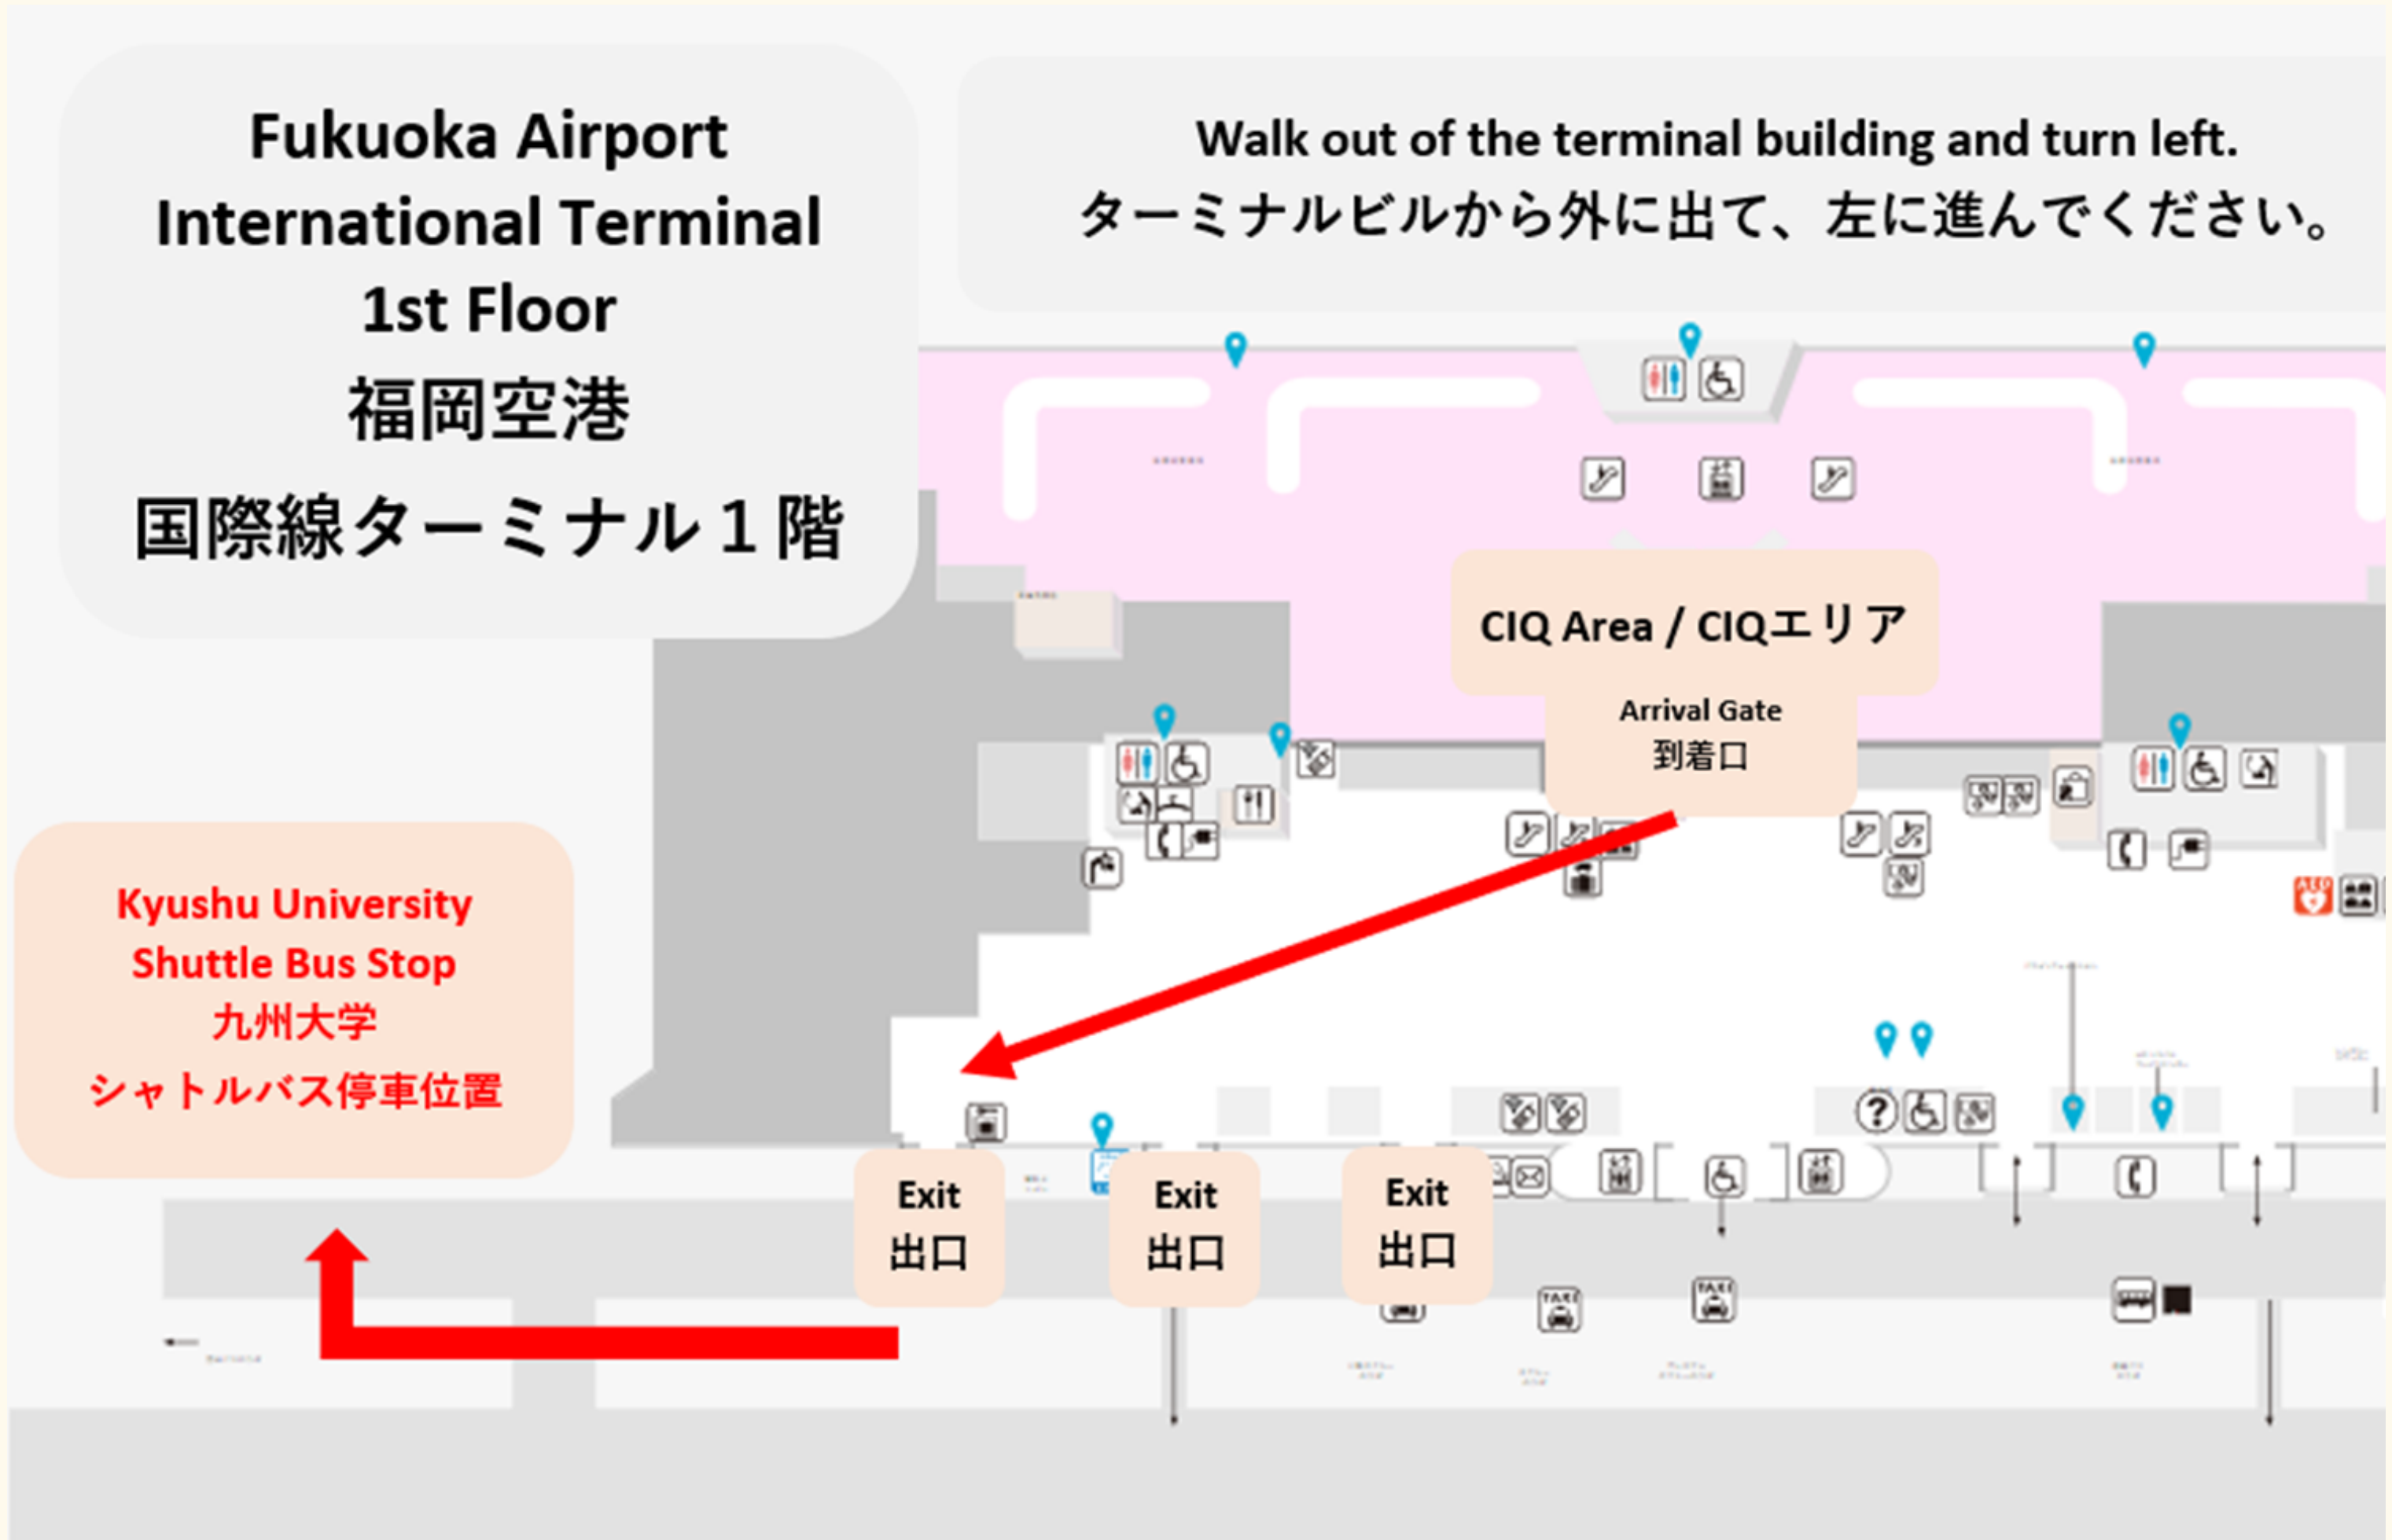 Fukuoka Airport
International Terminal
1st Floor
福岡空港
国際線ターミナル１階
Walk out of the terminal building and turn left.
ターミナルビルから外に出て、左に進んでください。
CIQ Area / CIQエリア
Arrival Gate
到着口
Kyushu University
Shuttle Bus Stop
九州大学
シャトルバス停車位置
AED
?
Exit
出口
Exit
出口
Exit
出口
TAXI
TAXI